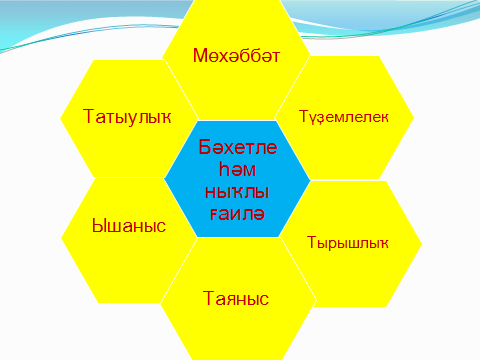 Мөхәббәт
Татыулыҡ
Түҙемлелек
Бәхетле
һәм
ныҡлы
ғаилә
Ышаныс
Тырышлыҡ
Таяныс